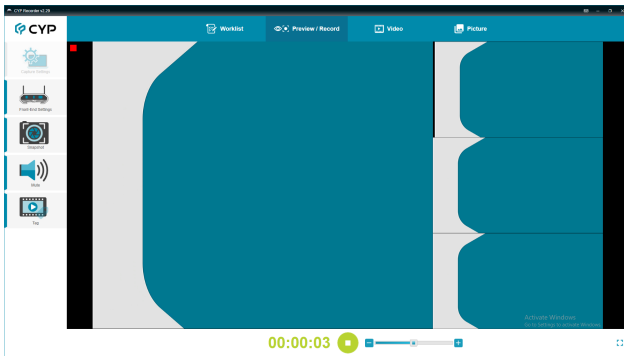 CYP Recorder v2.29
CYP
Worklist
Preview / Record
Video
Picture
Capture Settings
Front-End Settings
Snapshot
Mute
Tag
Activate Windows
Go to Settings to activate Windows.
00:00:03